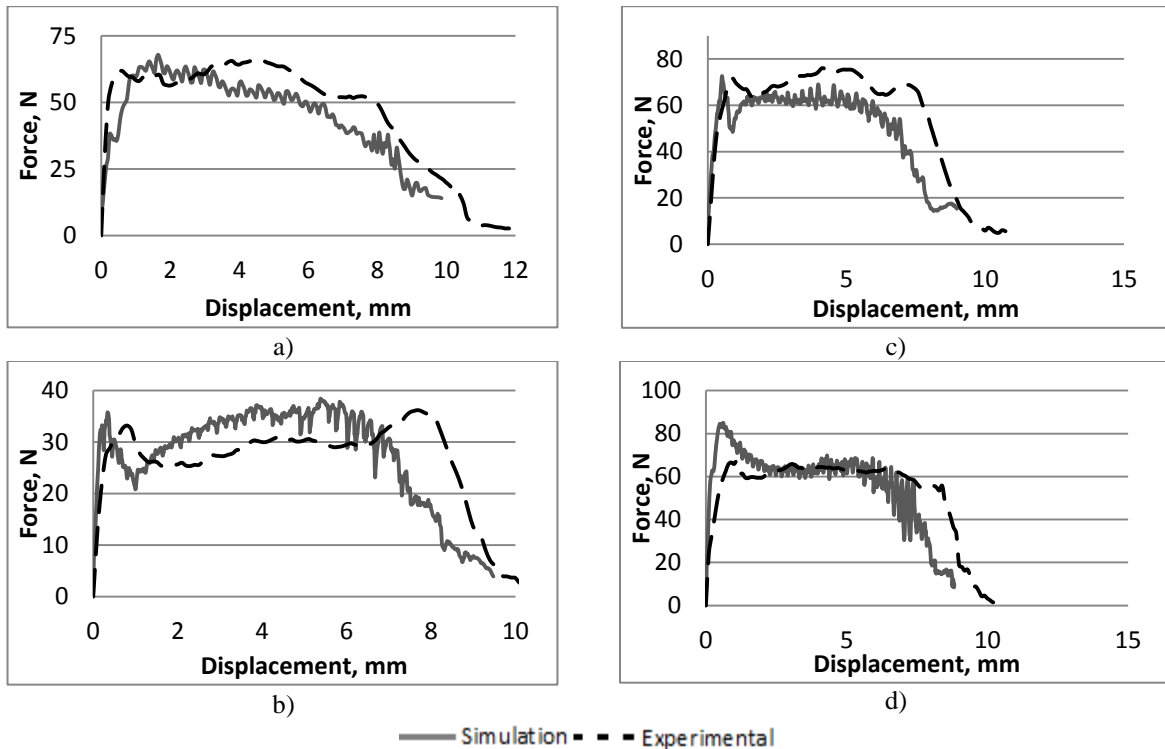 75
50
25
0
0 2 4 6 8 10 12
Force, N
Displacement, mm
a)
80
60
40
20
0
0 5 10 15
Force, N
Displacement, mm
c)
40
30
20
10
0
0 2 4 6 8 10
Force, N
Displacement, mm
b)
100
80
60
40
20
0
0 5 10 15
Force, N
Displacement, mm
d)
Simulation Experimental